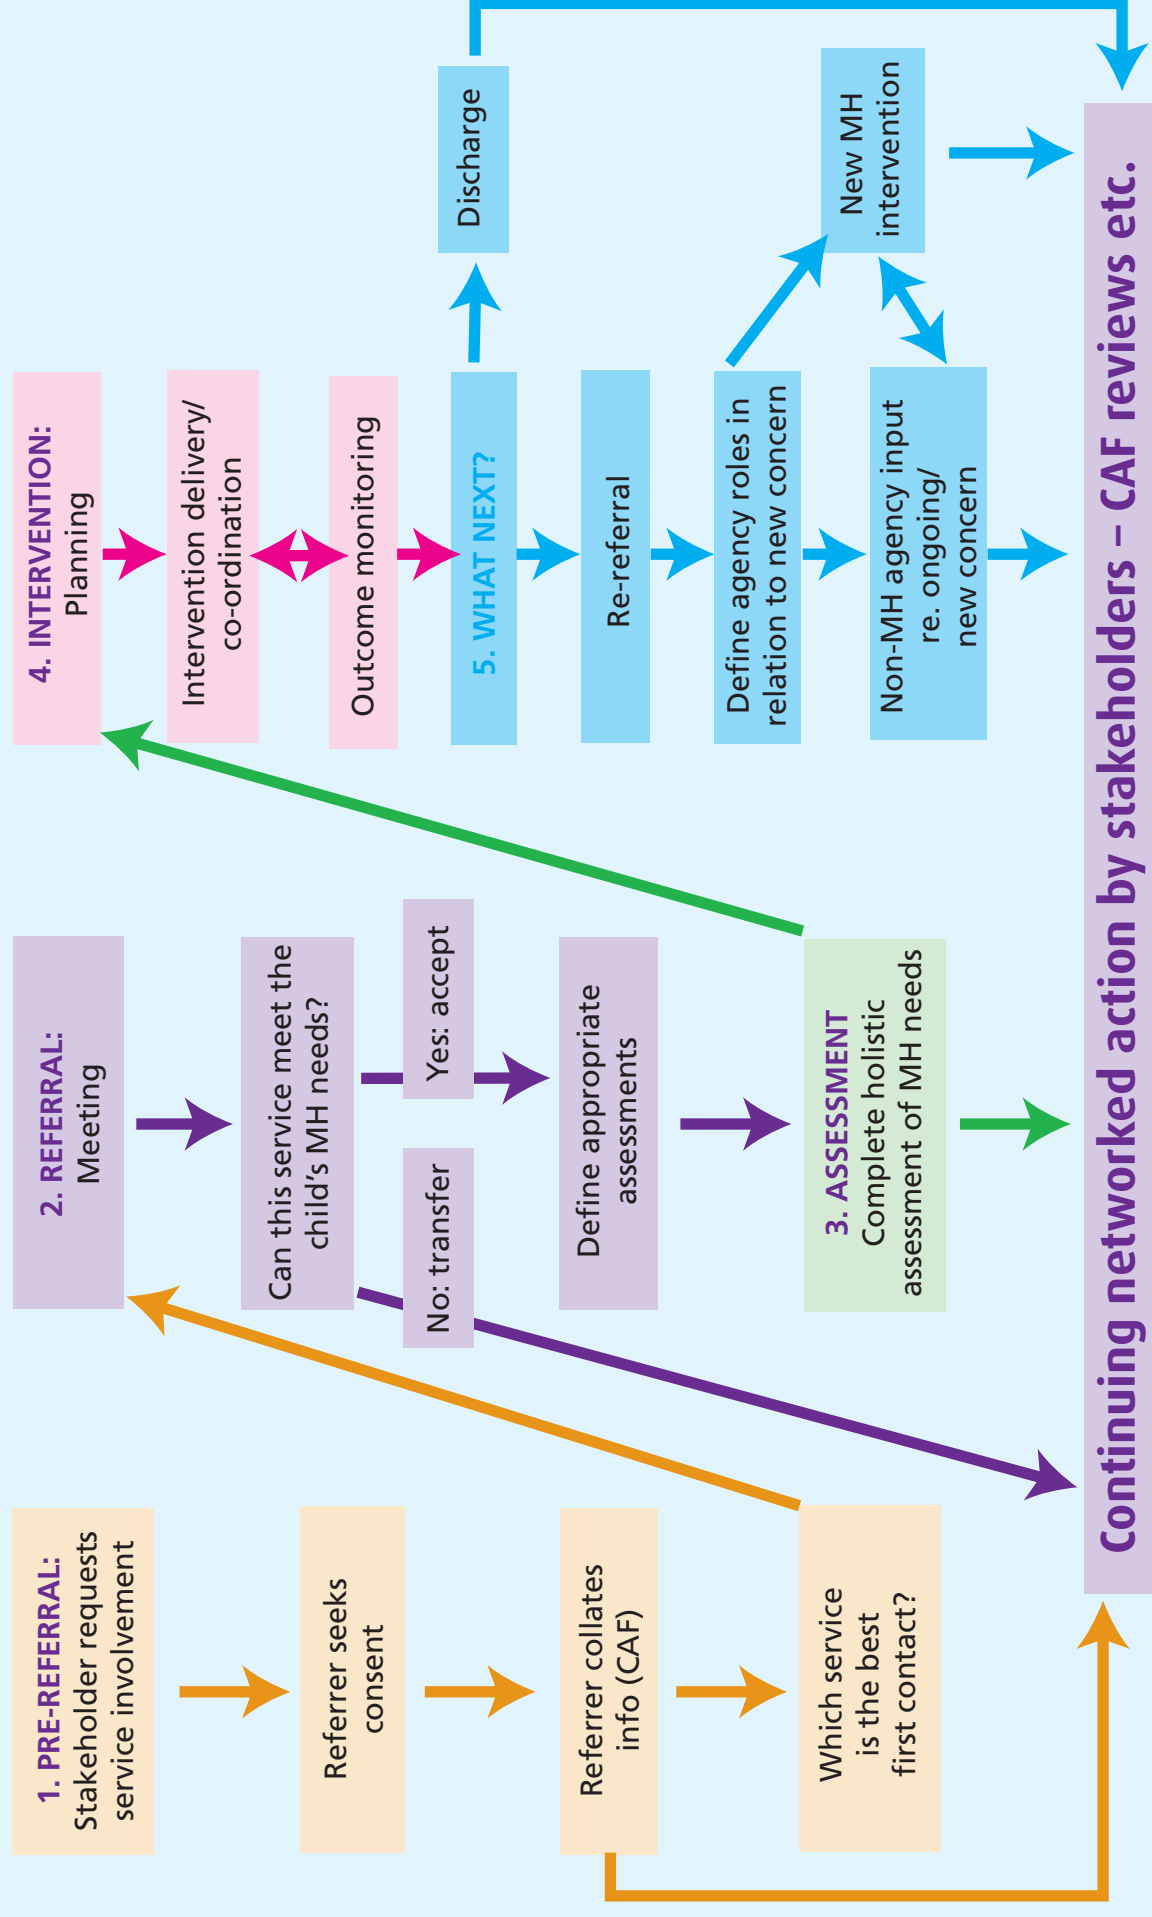 1. PRE-REFERRAL:
Stakeholder requests
service involvement
Referrer seeks
consent
Referrer collates
info (CAF)
Which service
is the best
first contact?
2. REFERRAL:
Meeting
Can this service meet the
child’s MH needs?
No: transfer
Yes: accept
Define appropriate
assessments
3. ASSESSMENT
Complete holistic
assessment of MH needs
4. INTERVENTION:
Planning
Intervention delivery/
co-ordination
Outcome monitoring
5. WHAT NEXT?
Discharge
Re-referral
Define agency roles in
relation to new concern
New MH
intervention
Non-MH agency input
re. ongoing/
new concern
Continuing networked action by stakeholders – CAF reviews etc.